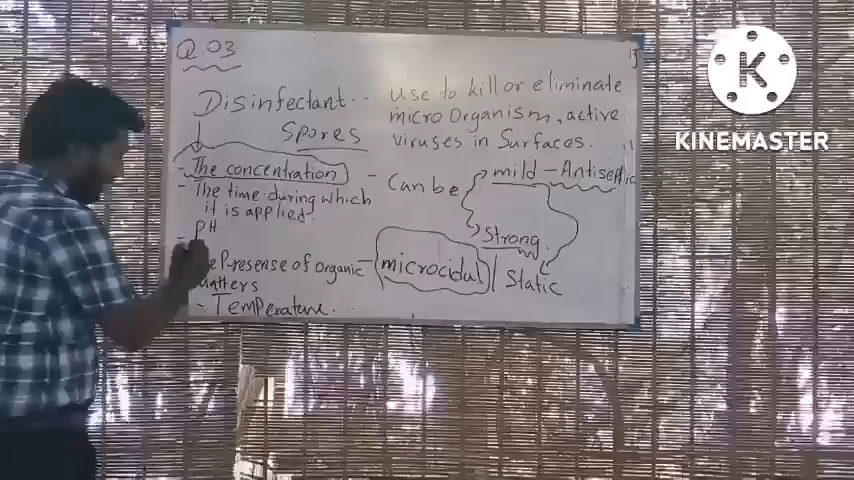 Q 03
Disinfectant..
Spores
- The concentration
- The time during which
it is applied.
- PH
Presense of organic
matters
- Temperature...
use to kill or eliminate
micro Organism, active
viruses in Surfaces.
- Can be
mild - Antiseptic
Strong
- microcidal / Static
K
KINEMASTER